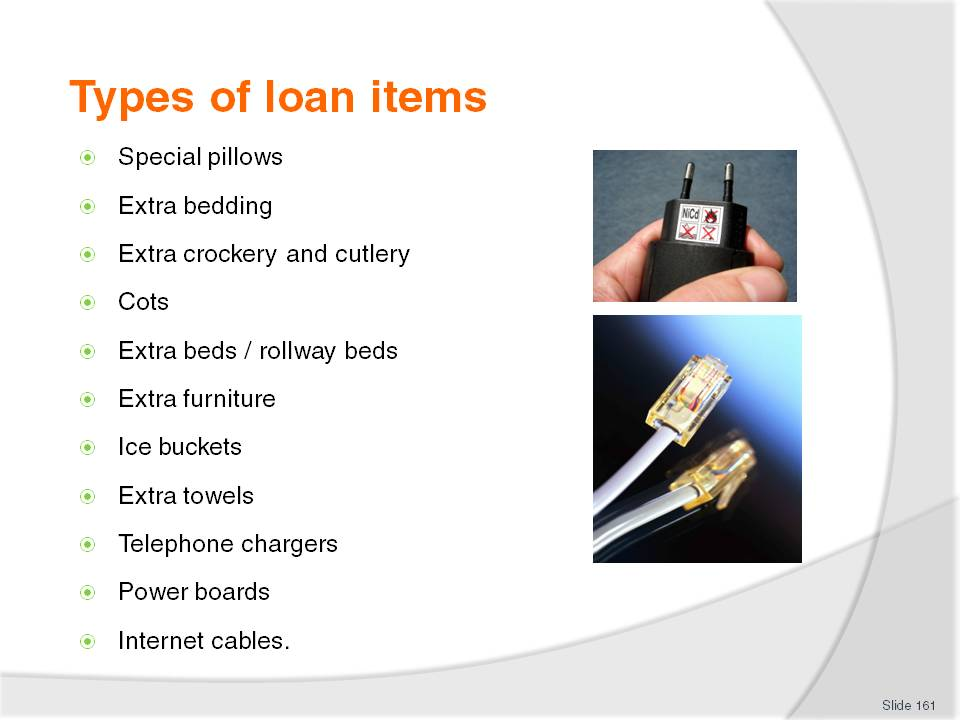 Types of loan items
Special pillows
Extra bedding
Extra crockery and cutlery
Cots
Extra beds / rollway beds
Extra furniture
Ice buckets
Extra towels
Telephone chargers
Power boards
Internet cables.
NiCd
Slide 161